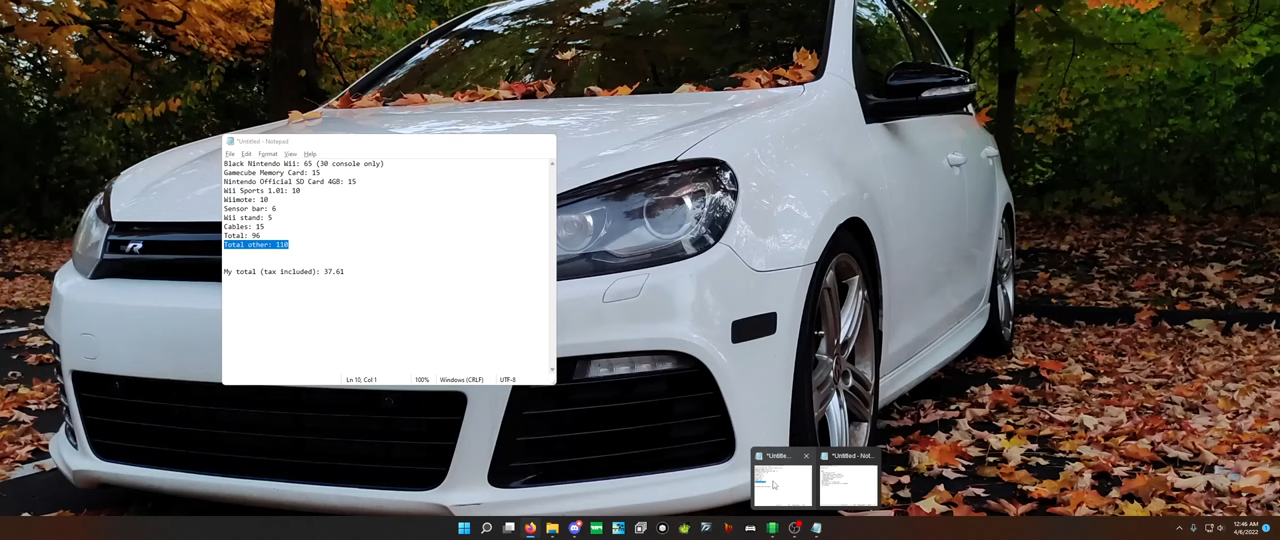 *Untitled - Notepad
File Edit Format View Help
Black Nintendo Wii: 65 (30 console only)
Gamecube Memory Card: 15
Nintendo Official SD Card 4GB: 15
Wii Sports 1.01: 10
Wiimote: 10
Sensor bar: 6
Wii stand: 5
Cables: 15
Total: 96
Total other: 110
My total (tax included): 37.61
Ln 10, Col 1 100% Windows (CRLF) UTF-8
R
*Untitle... *Untitled - Not...
12:46 AM
4/6/2022